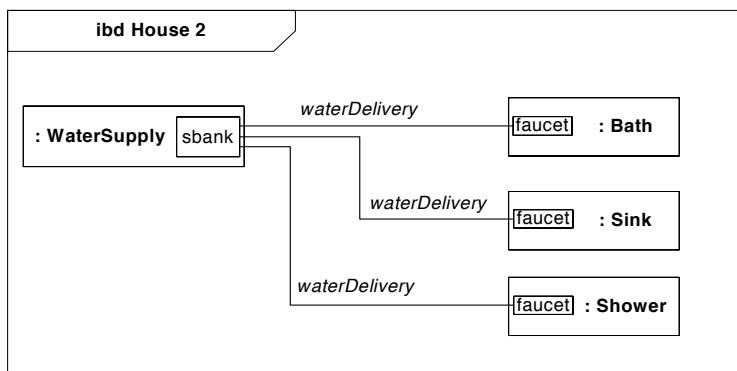 ibd House 2
waterDelivery
faucet : Bath
: WaterSupply sbank
waterDelivery
faucet : Sink
waterDelivery
faucet : Shower